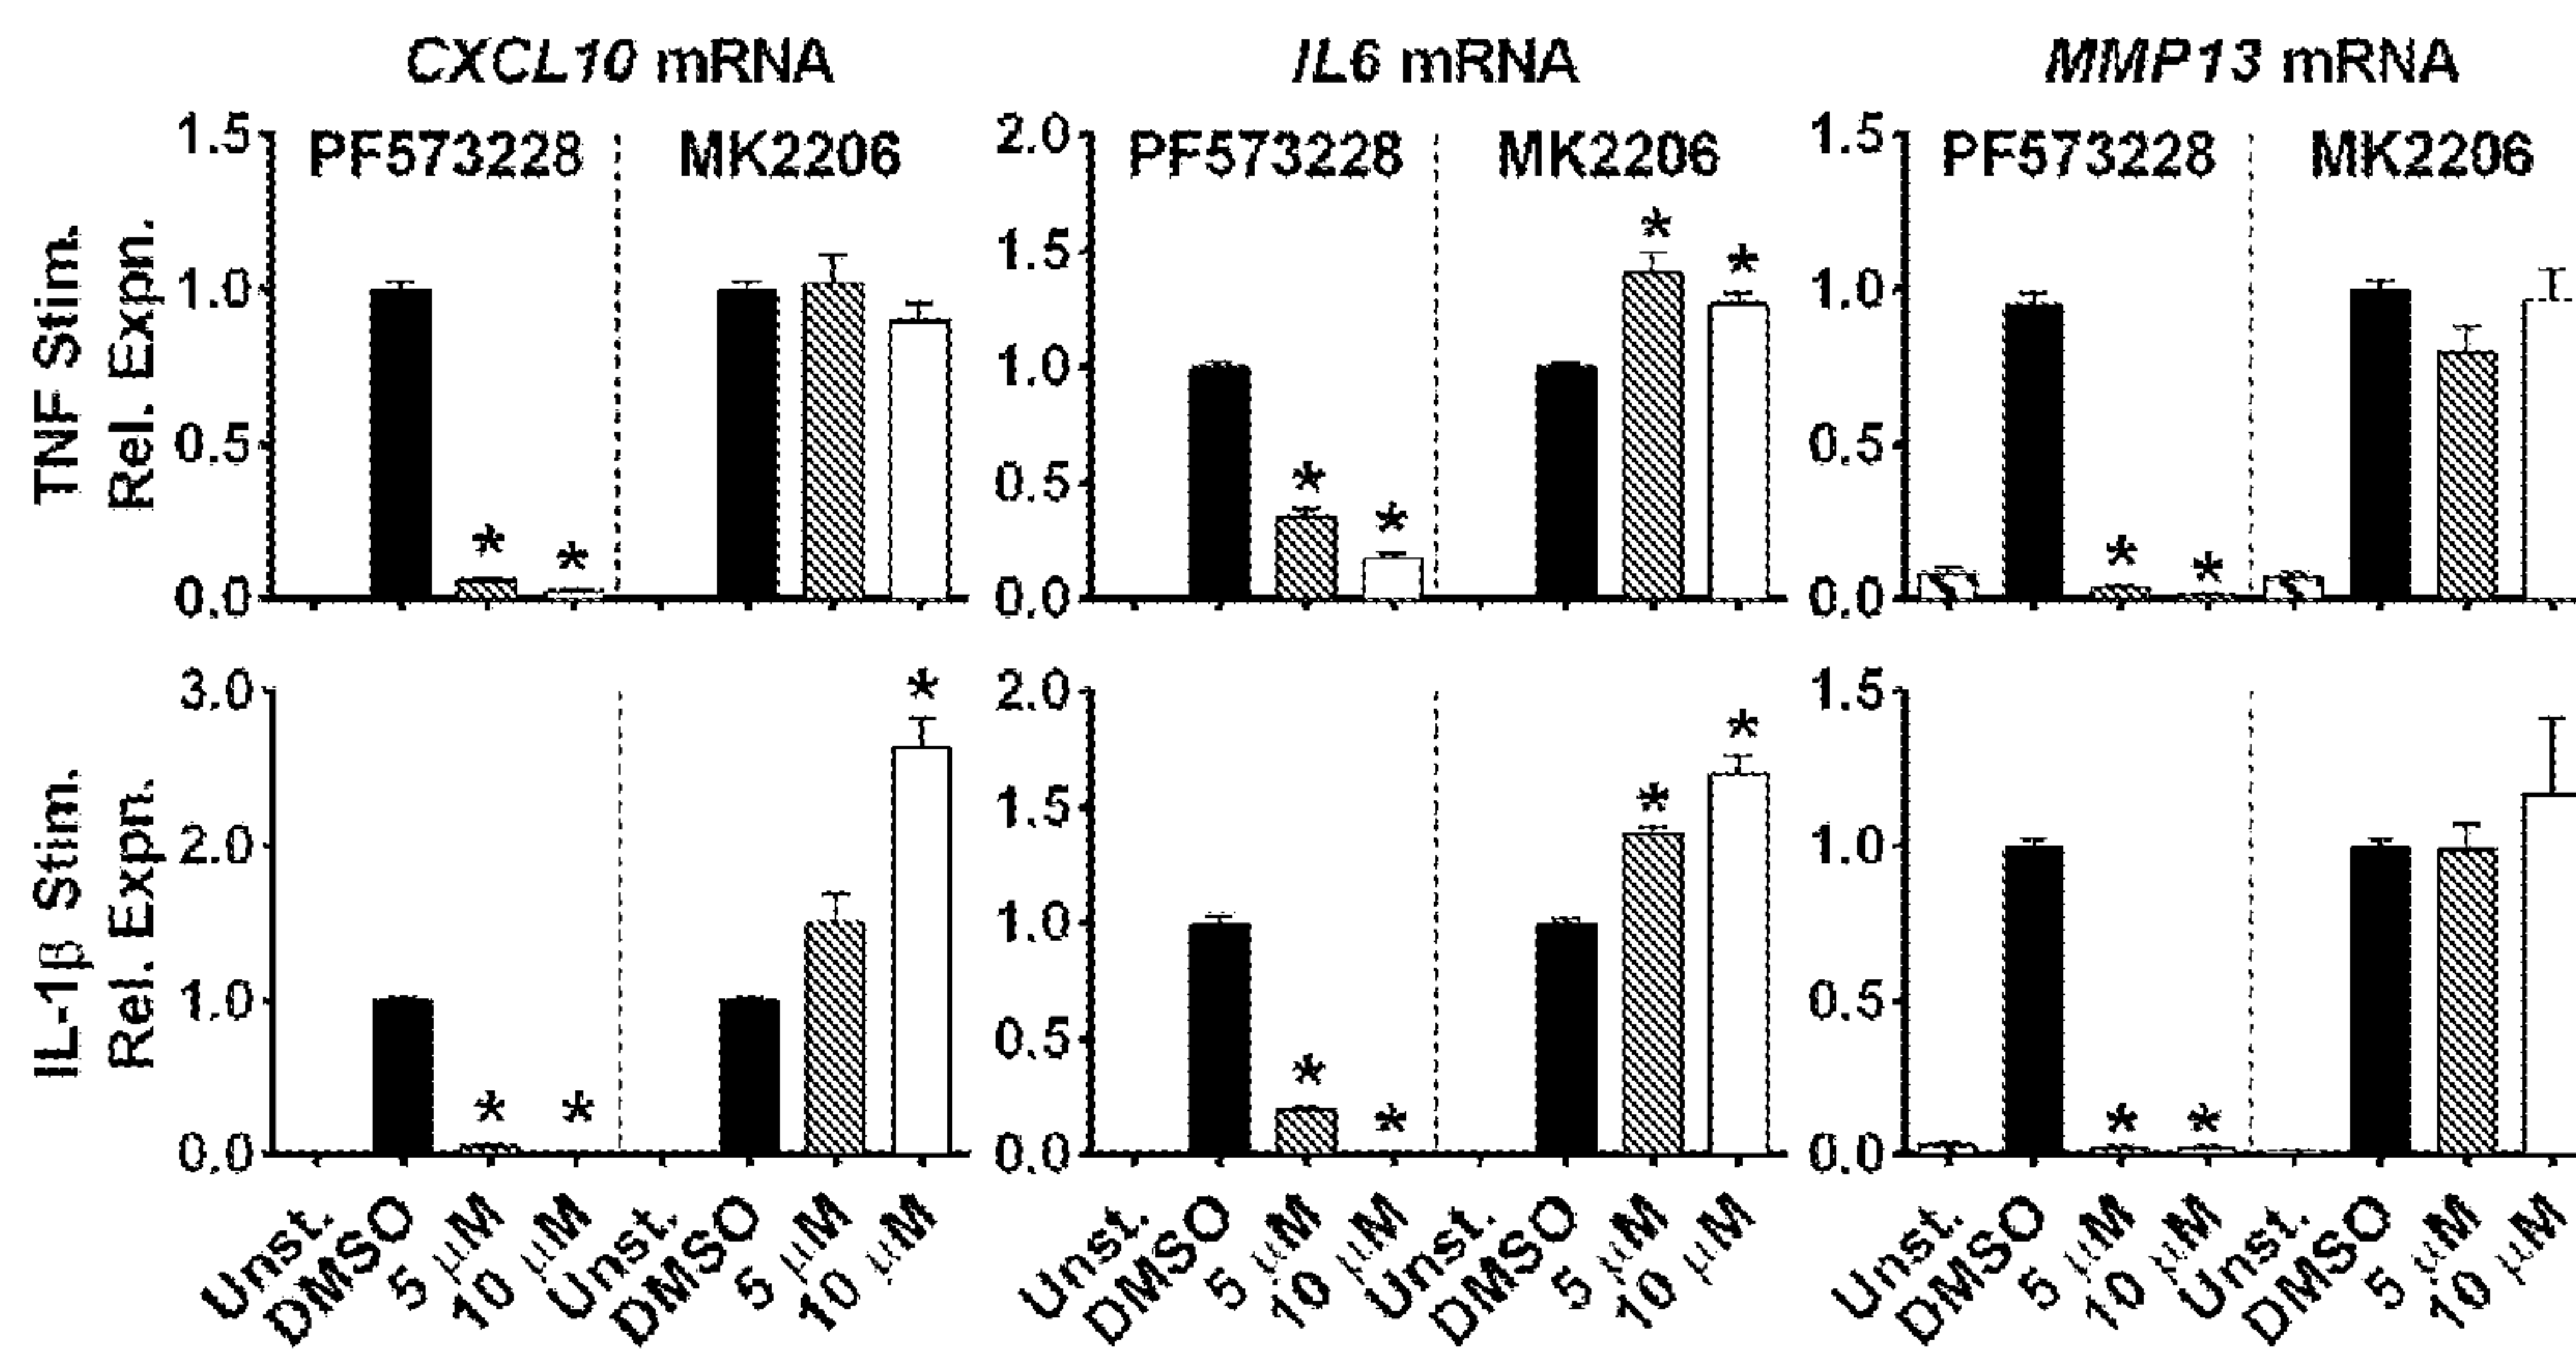 CXCL10 mRNA IL6 mRNA MMP13 mRNA
TNF Stim.
Rel. Expn.
1.5
1.0
0.5
0.0
PF573228 MK2206
* *
2.0
1.5
1.0
0.5
0.0
PF573228 MK2206
* * * *
1.5
1.0
0.5
0.0
PF573228 MK2206
* *
IL-1β Stim.
Rel. Expn.
3.0
2.0
1.0
0.0
* * *
2.0
1.5
1.0
0.5
0.0
* * * *
1.5
1.0
0.5
0.0
* *
Unst. DMSO 5 μM 10 μM Unst. DMSO 5 μM 10 μM
Unst. DMSO 5 μM 10 μM Unst. DMSO 5 μM 10 μM
Unst. DMSO 5 μM 10 μM Unst. DMSO 5 μM 10 μM